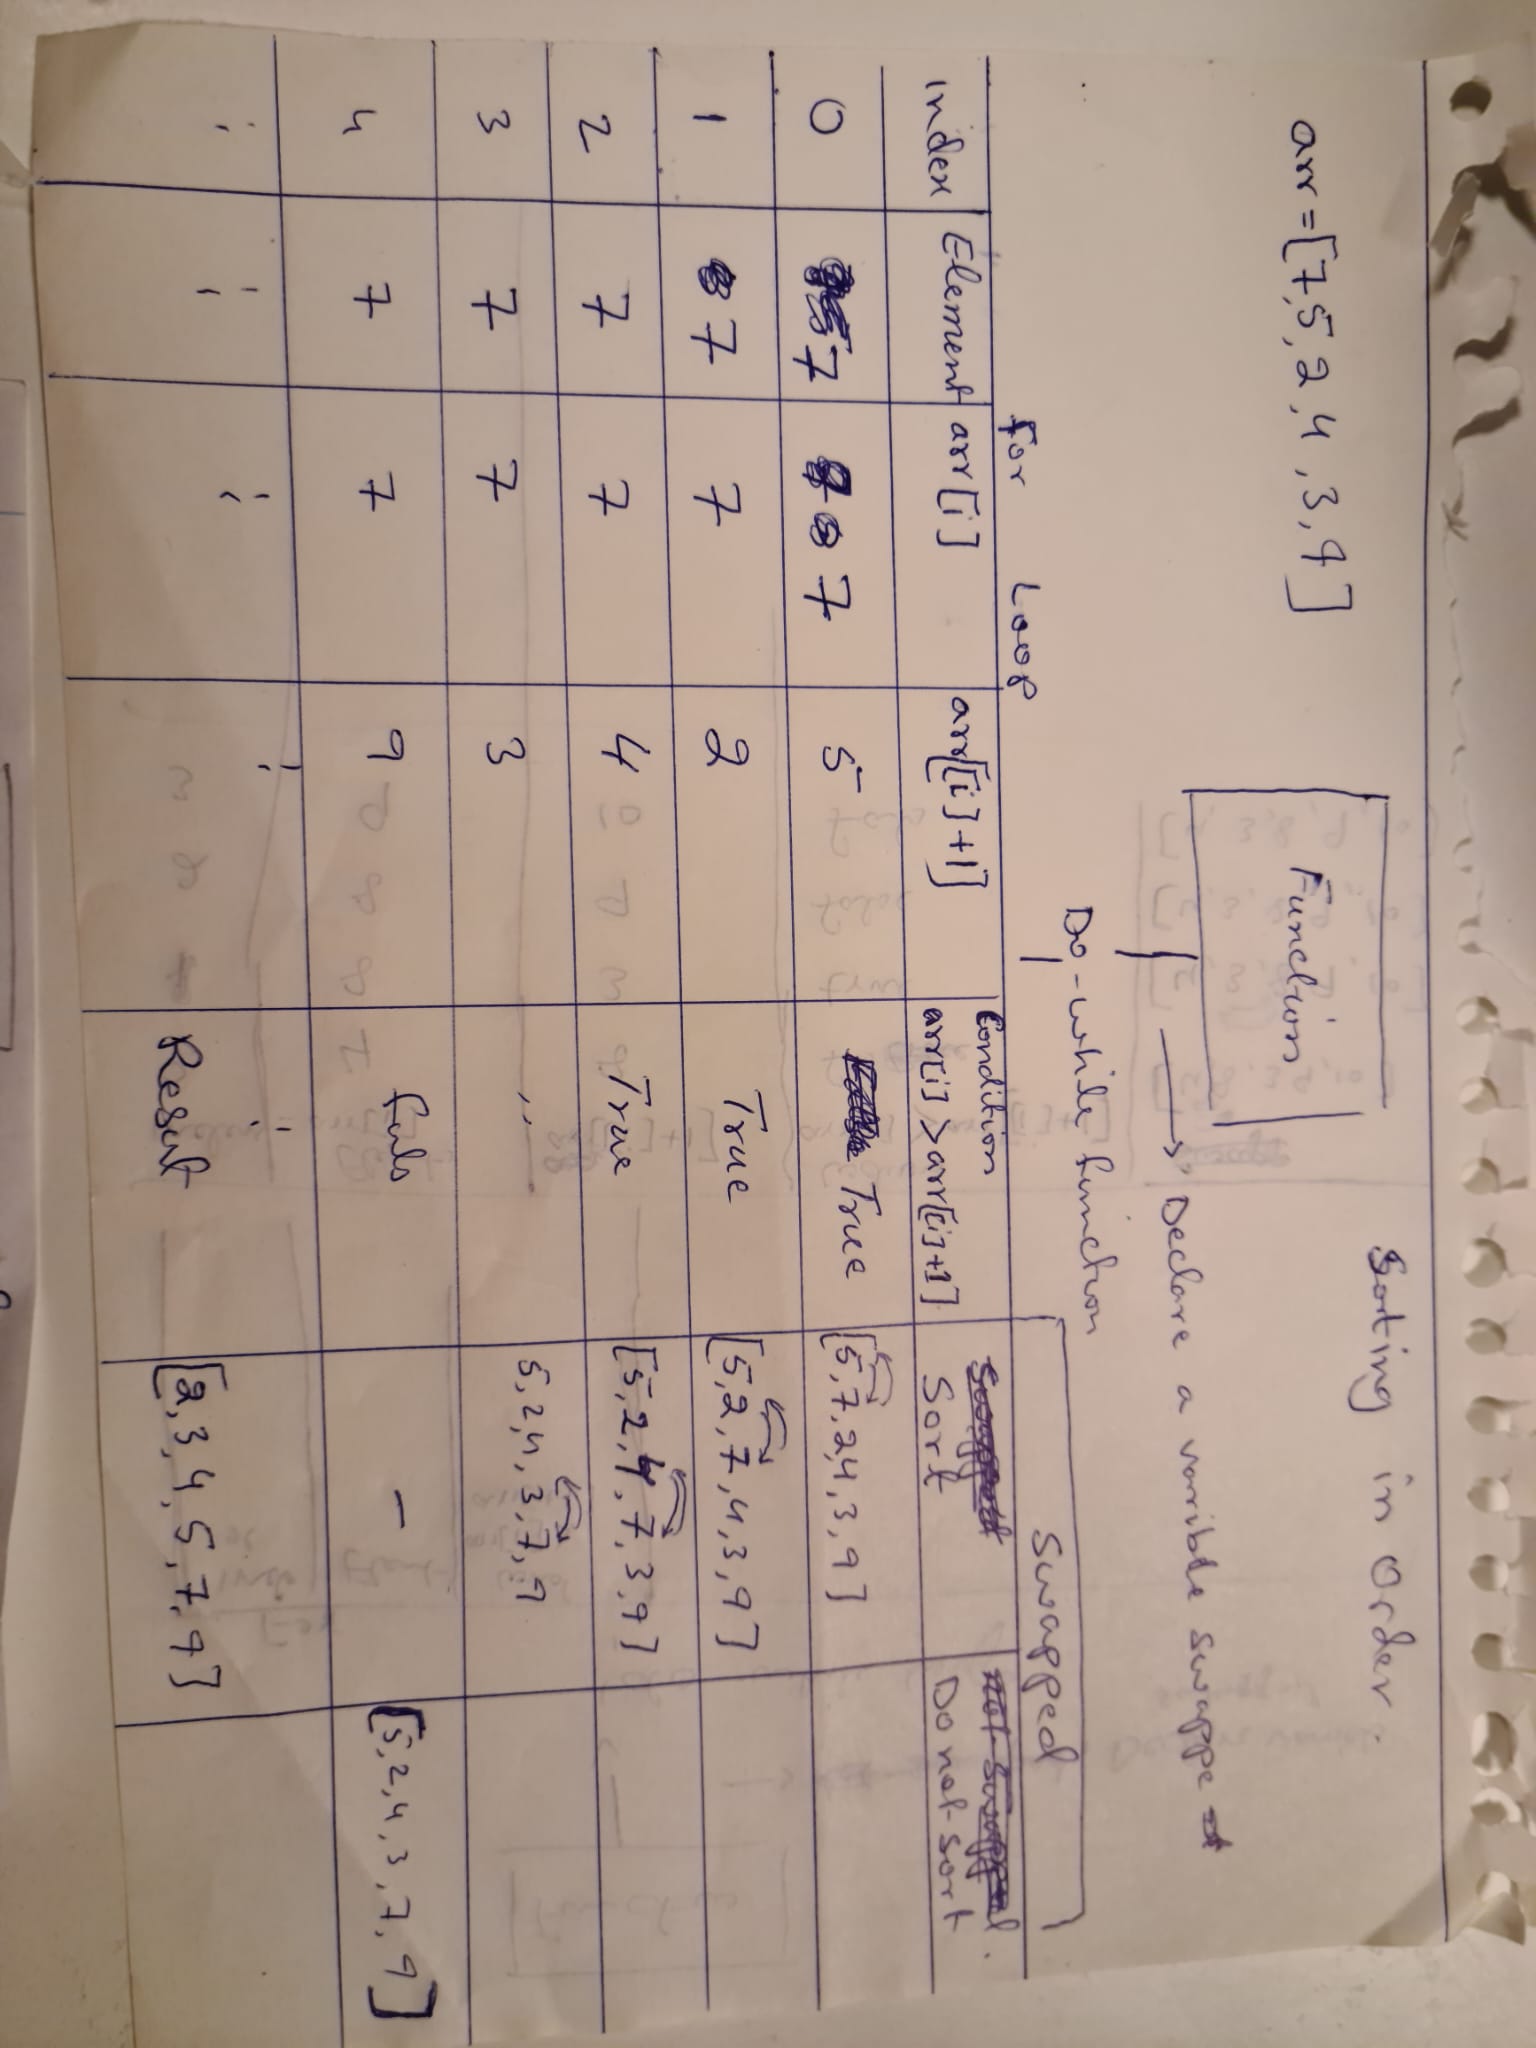 Sorting in Order.
arr = [7, 5, 2, 4, 3, 9]
Function
Declare a varible swappe
Do-while function
For Loop
Swapped
Index Element arr[i] arr[[i]+1] Condition arr[i] > arr[[i]+1] Sort Do not sort
0 7 7 5 True [5, 7, 2, 4, 3, 9]
1 7 7 2 True [5, 2, 7, 4, 3, 9]
2 7 7 4 True [5, 2, 4, 7, 3, 9]
3 7 7 3 " 5, 2, 4, 3, 7, 9
4 7 7 9 fals - [5, 2, 4, 3, 7, 9]
Result [2, 3, 4, 5, 7, 9]